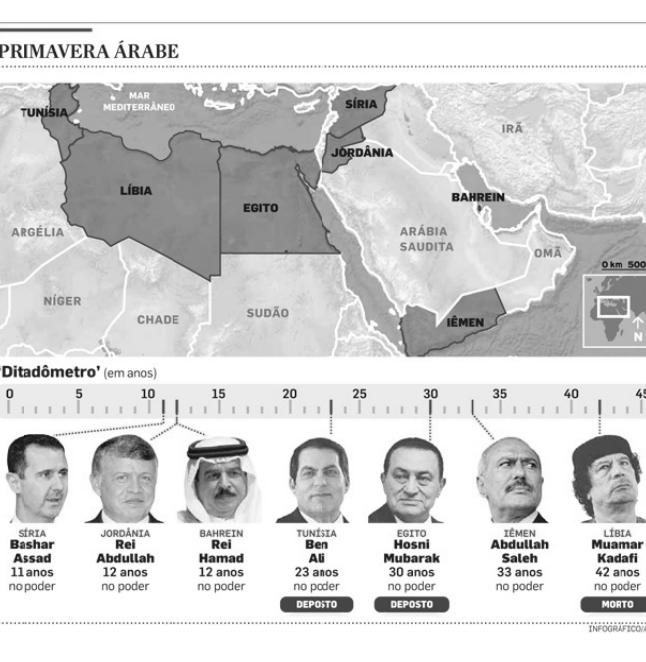 PRIMAVERA ÁRABE
MAR
MEDITERRÂNEO
TUNÍSIA
SÍRIA
IRÃ
JORDÂNIA
LÍBIA
EGITO
BAHREIN
ARGÉLIA
ARÁBIA
SAUDITA
OMÃ
0 km 500
NÍGER
CHADE
SUDÃO
IÊMEN
N
'Ditadômetro' (em anos)
0 5 10 15 20 25 30 35 40 45
SÍRIA
Bashar
Assad
11 anos
no poder
JORDÂNIA
Rei
Abdullah
12 anos
no poder
BAHREIN
Rei
Hamad
12 anos
no poder
TUNÍSIA
Ben
Ali
23 anos
no poder
DEPOSTO
EGITO
Hosni
Mubarak
30 anos
no poder
DEPOSTO
IÊMEN
Abdullah
Saleh
33 anos
no poder
LÍBIA
Muamar
Kadafi
42 anos
no poder
MORTO
INFOGRÁFICO/